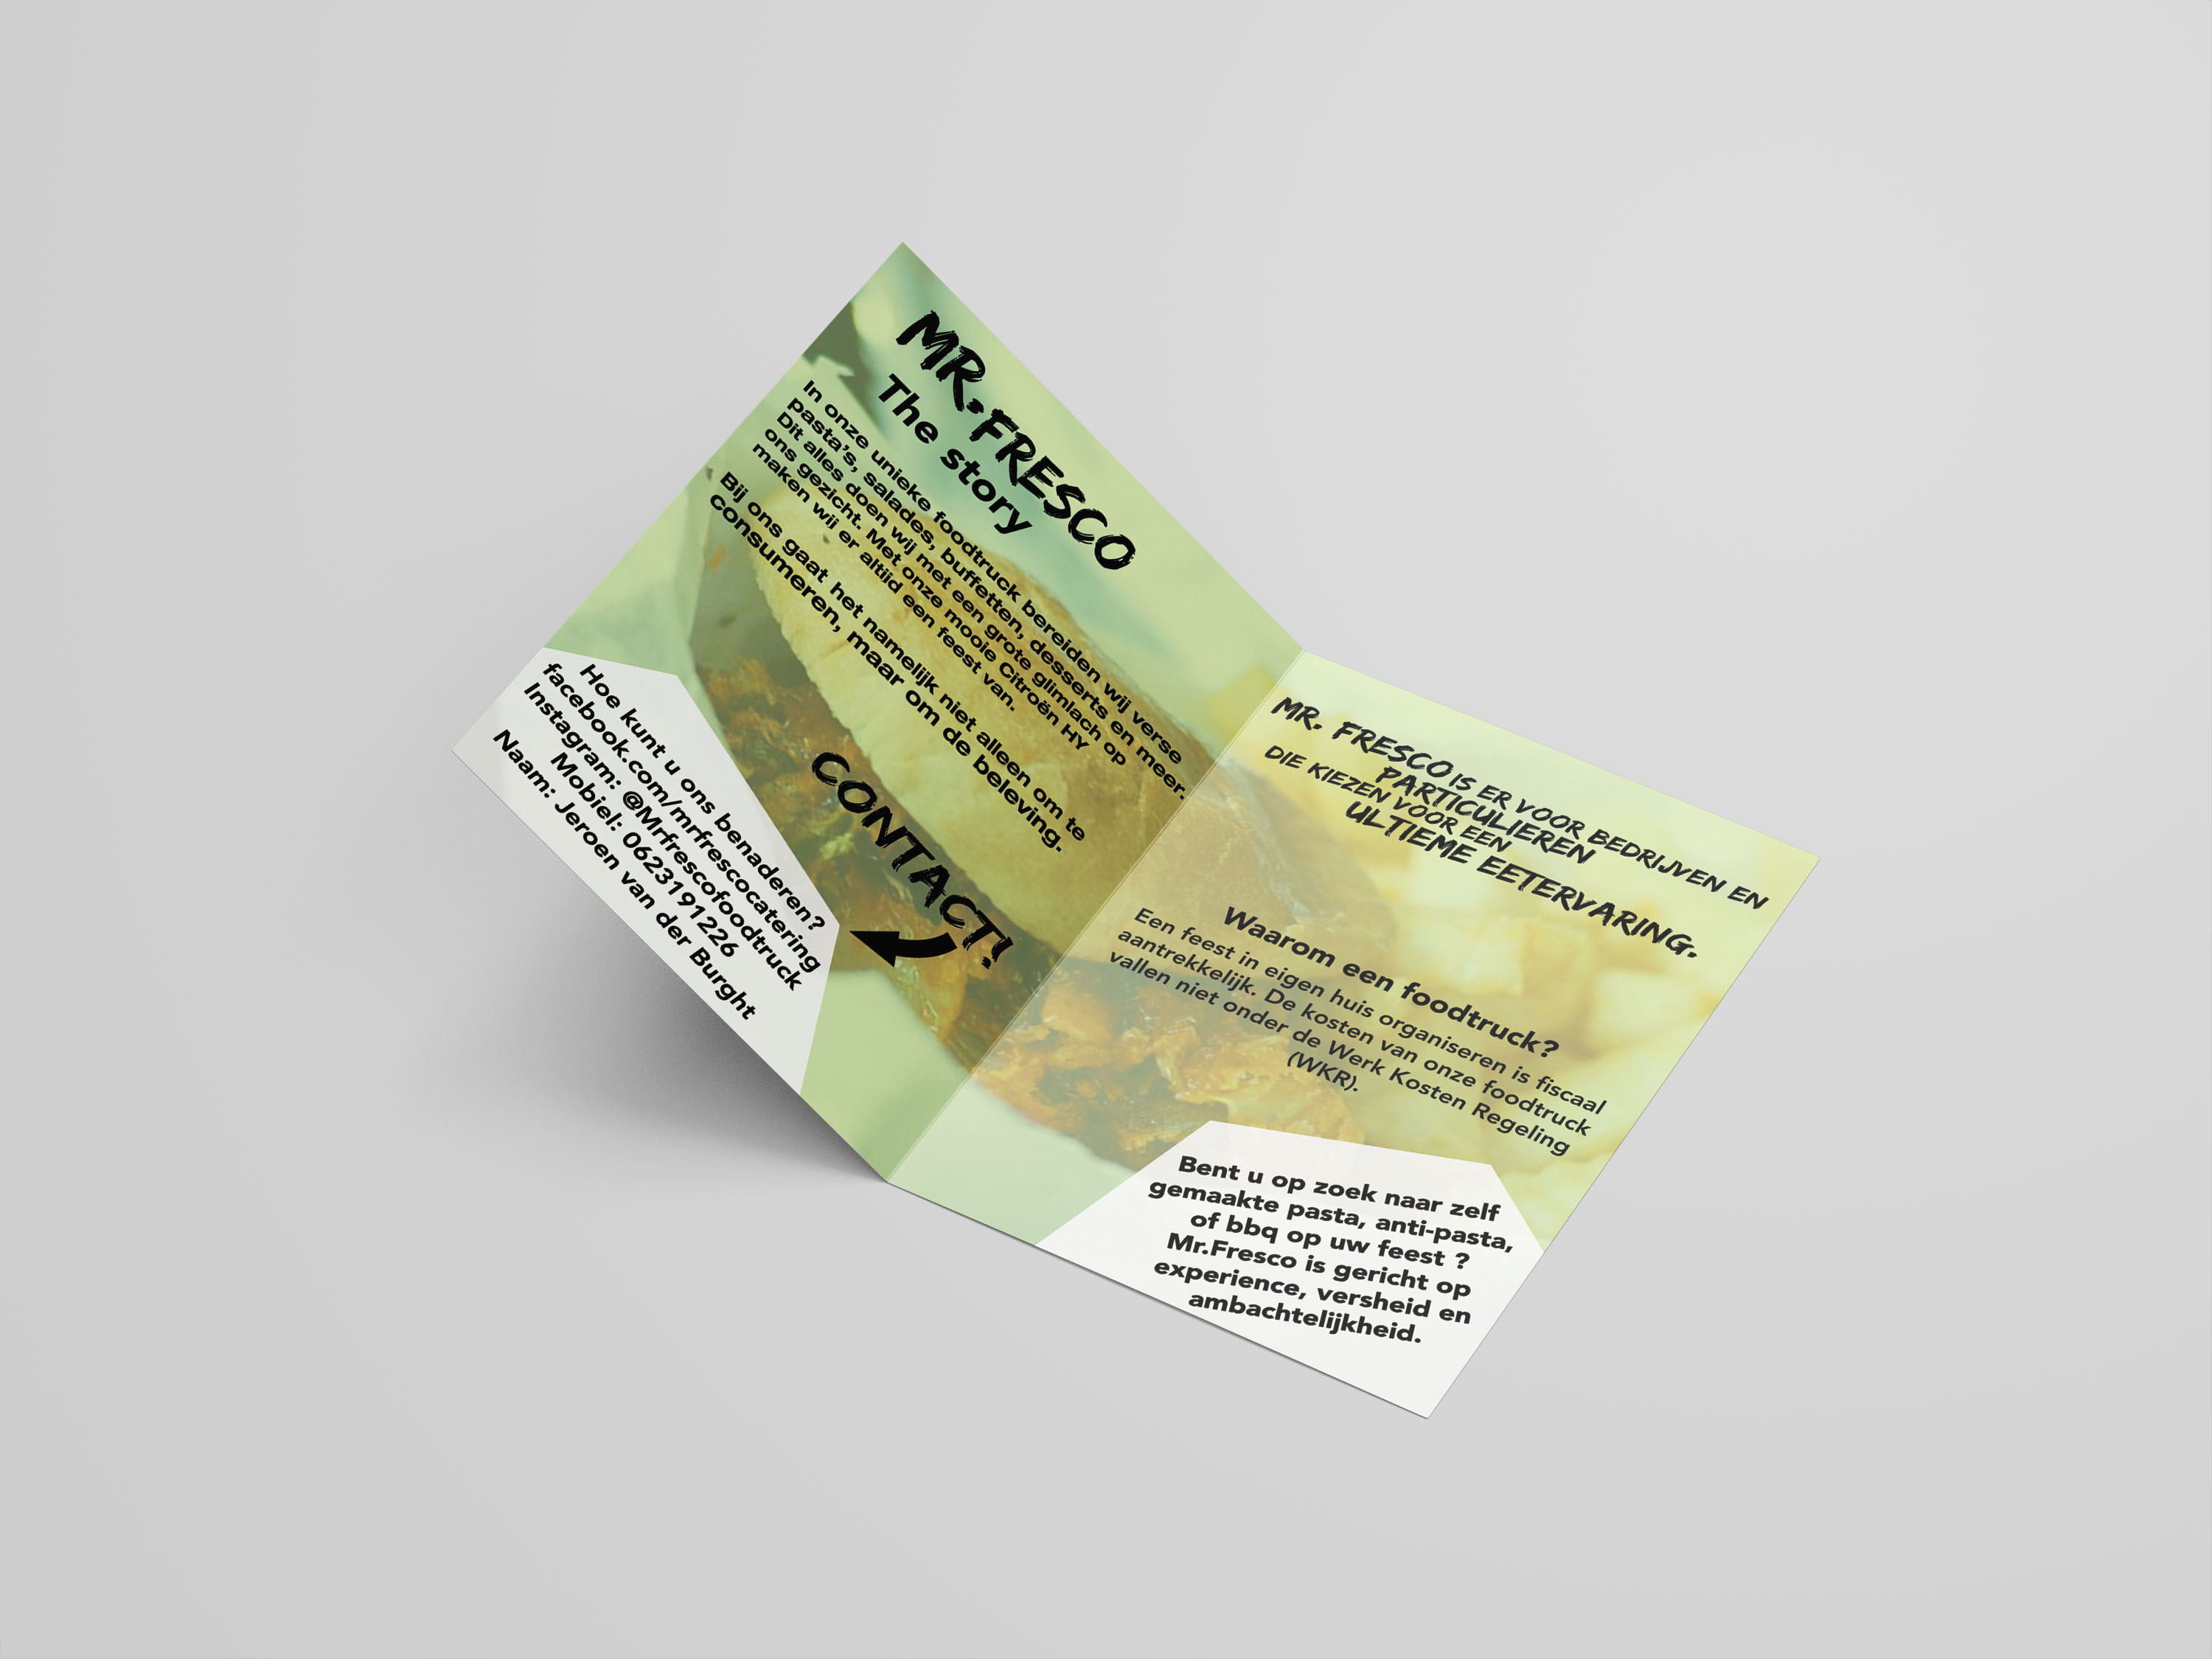 MR. FRESCO
The story
In onze unieke foodtruck bereiden wij verse
pasta's, salades, buffetten, desserts en meer.
Dit alles doen wij met een grote glimlach op
ons gezicht. Met onze mooie Citroën HY
maken wij er altijd een feest van.
Bij ons gaat het namelijk niet alleen om te
consumeren, maar om de beleving.
CONTACT!
Hoe kunt u ons benaderen?
facebook.com/mrfrescocatering
Instagram: @Mrfrescofoodtruck
Mobiel: 0623191226
Naam: Jeroen van der Burght
MR. FRESCO IS ER VOOR BEDRIJVEN EN
PARTICULIEREN
DIE KIEZEN VOOR EEN
ULTIEME EETERVARING.
Waarom een foodtruck?
Een feest in eigen huis organiseren is fiscaal
aantrekkelijk. De kosten van onze foodtruck
vallen niet onder de Werk Kosten Regeling
(WKR).
Bent u op zoek naar zelf
gemaakte pasta, anti-pasta,
of bbq op uw feest ?
Mr.Fresco is gericht op
experience, versheid en
ambachtelijkheid.